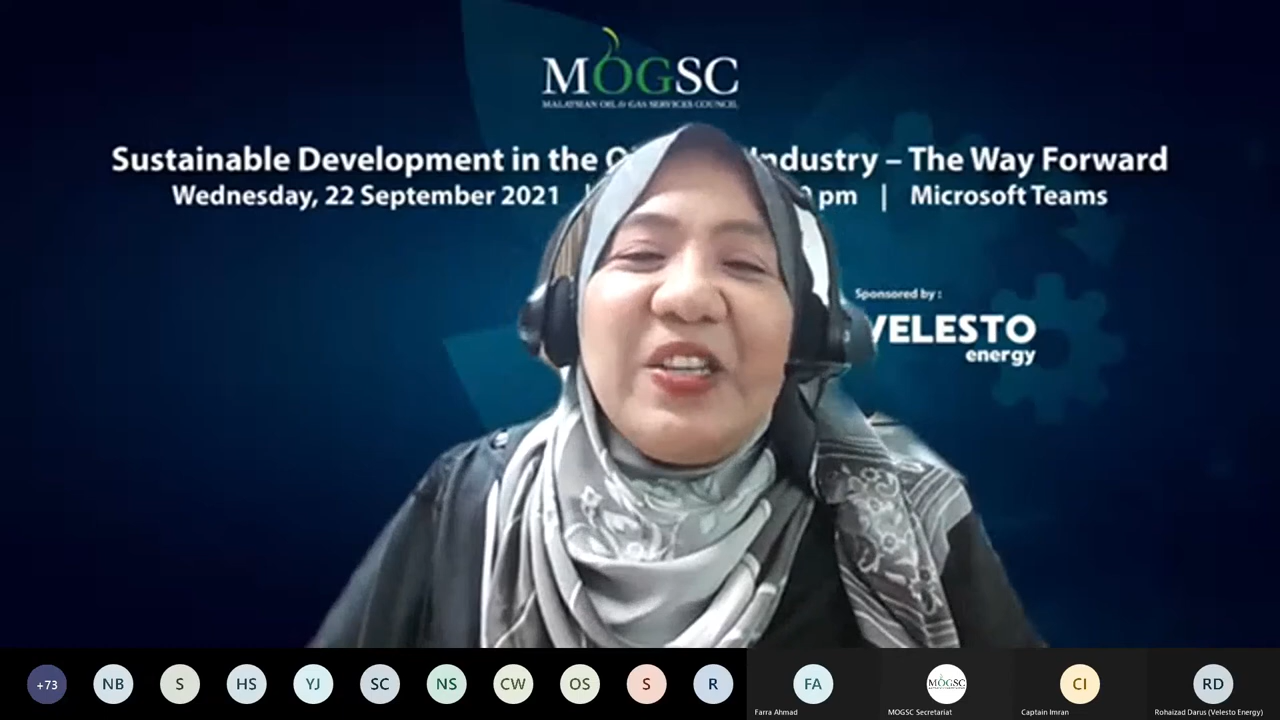 MOGSC
MALAYSIAN OIL & GAS SERVICES COUNCIL
Sustainable Development in the Industry – The Way Forward
Wednesday, 22 September 2021 | pm | Microsoft Teams
Sponsored by :
VELESTO
energy
+73
NB
S
HS
YJ
SC
NS
CW
OS
S
R
FA
MOGSC
CI
RD
Farra Ahmad
MOGSC Secretariat
Captain Imran
Rohaizad Darus (Velesto Energy)